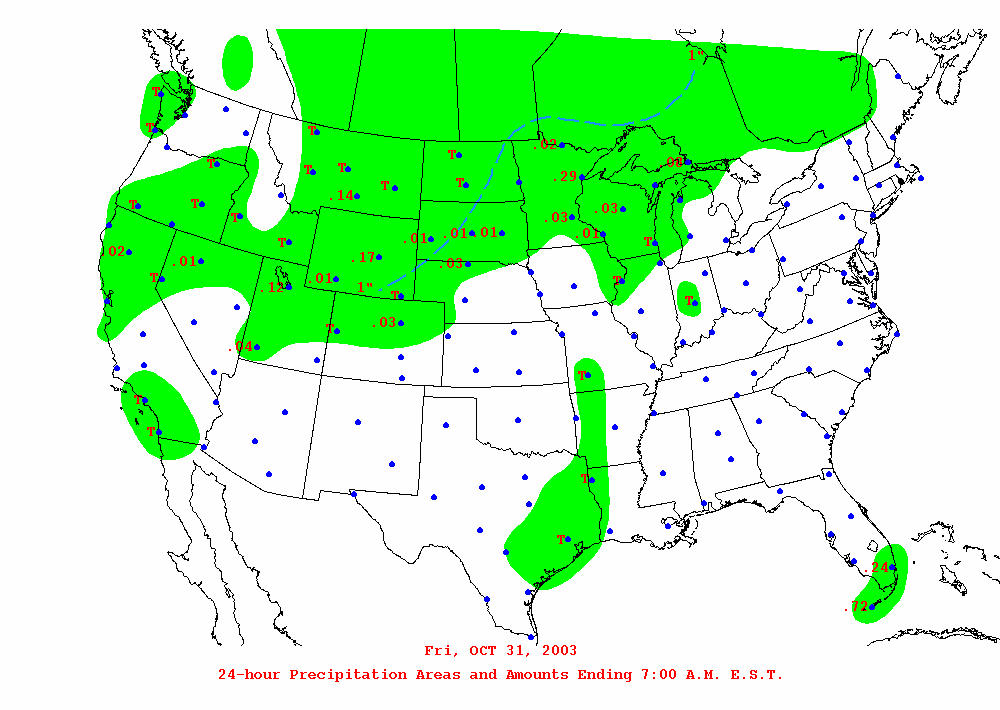 1"
T
T
T
.02
T
.08
T
T
T
.29
T
T
.14
T
T
.03
.03
T
.01
.01
.01
.01
T
T
.02
.17
.01
.03
T
.01
T
.12
1"
T
T
T
.03
.04
T
T
T
T
T
.24
.72
Fri, OCT 31, 2003
24-hour Precipitation Areas and Amounts Ending 7:00 A.M. E.S.T.